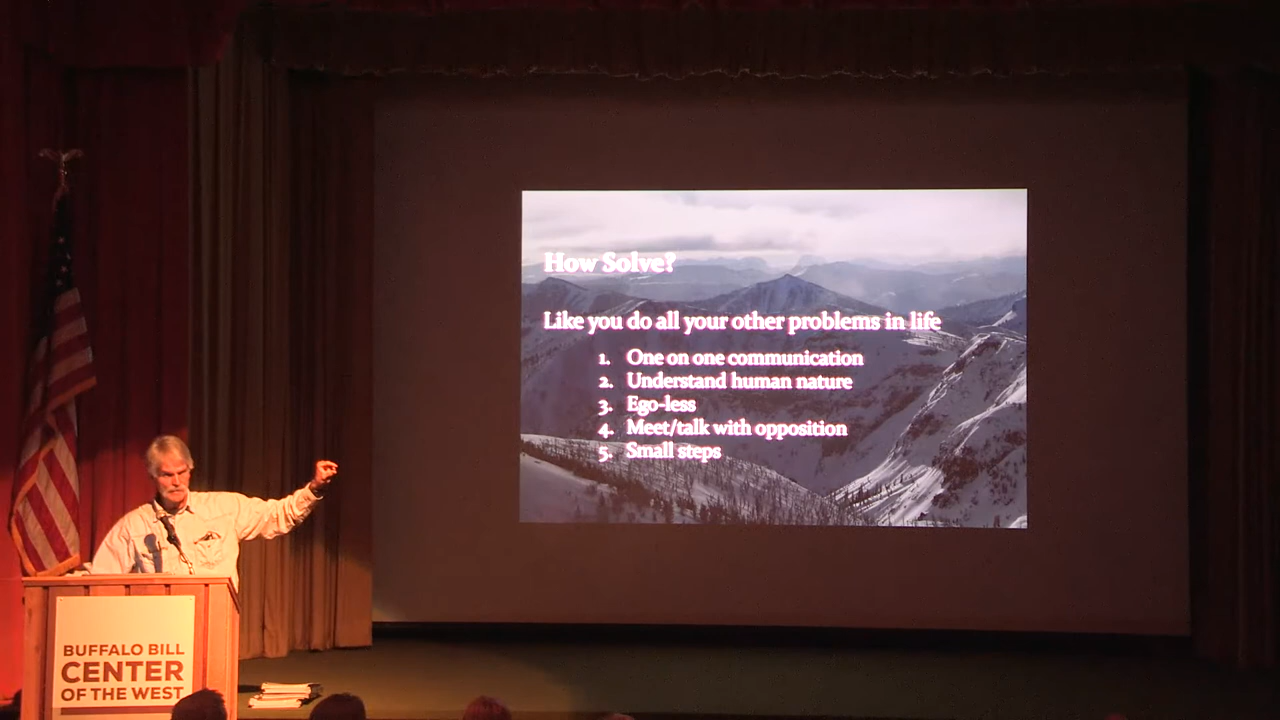 How Solve?
Like you do all your other problems in life
1. One on one communication
2. Understand human nature
3. Ego-less
4. Meet/talk with opposition
5. Small steps
BUFFALO BILL
CENTER
OF THE WEST